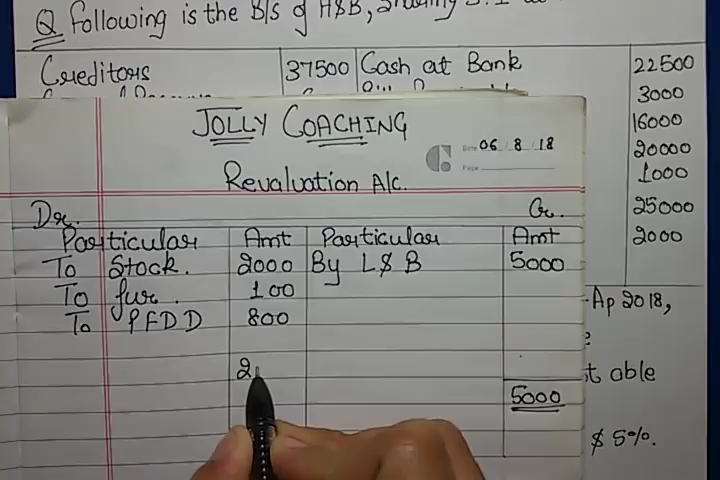 Q Following is the B/s of H&B,
Creditors 37500 Cash at Bank 22500
3000
16000
20000
1000
25000
2000
JOLLY COACHING
Date 06/8/18
Page
Revaluation A/c.
Dr. Cr.
Particular Amt Particular Amt
To Stock. 2000 By L$B 5000
To fur. 100
To PFDD 800
2
5000
Ap 2018,
t able
$ 5%.